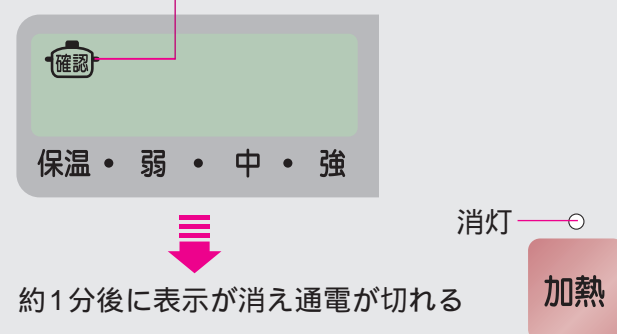 確認
保温・弱・中・強
消灯
約1分後に表示が消え通電が切れる
加熱